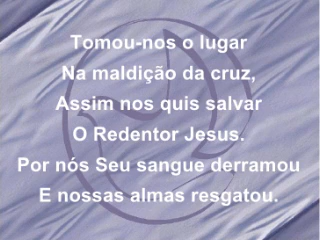 Tomou-nos o lugar
Na maldição da cruz,
Assim nos quis salvar
O Redentor Jesus.
Por nós Seu sangue derramou
E nossas almas resgatou.